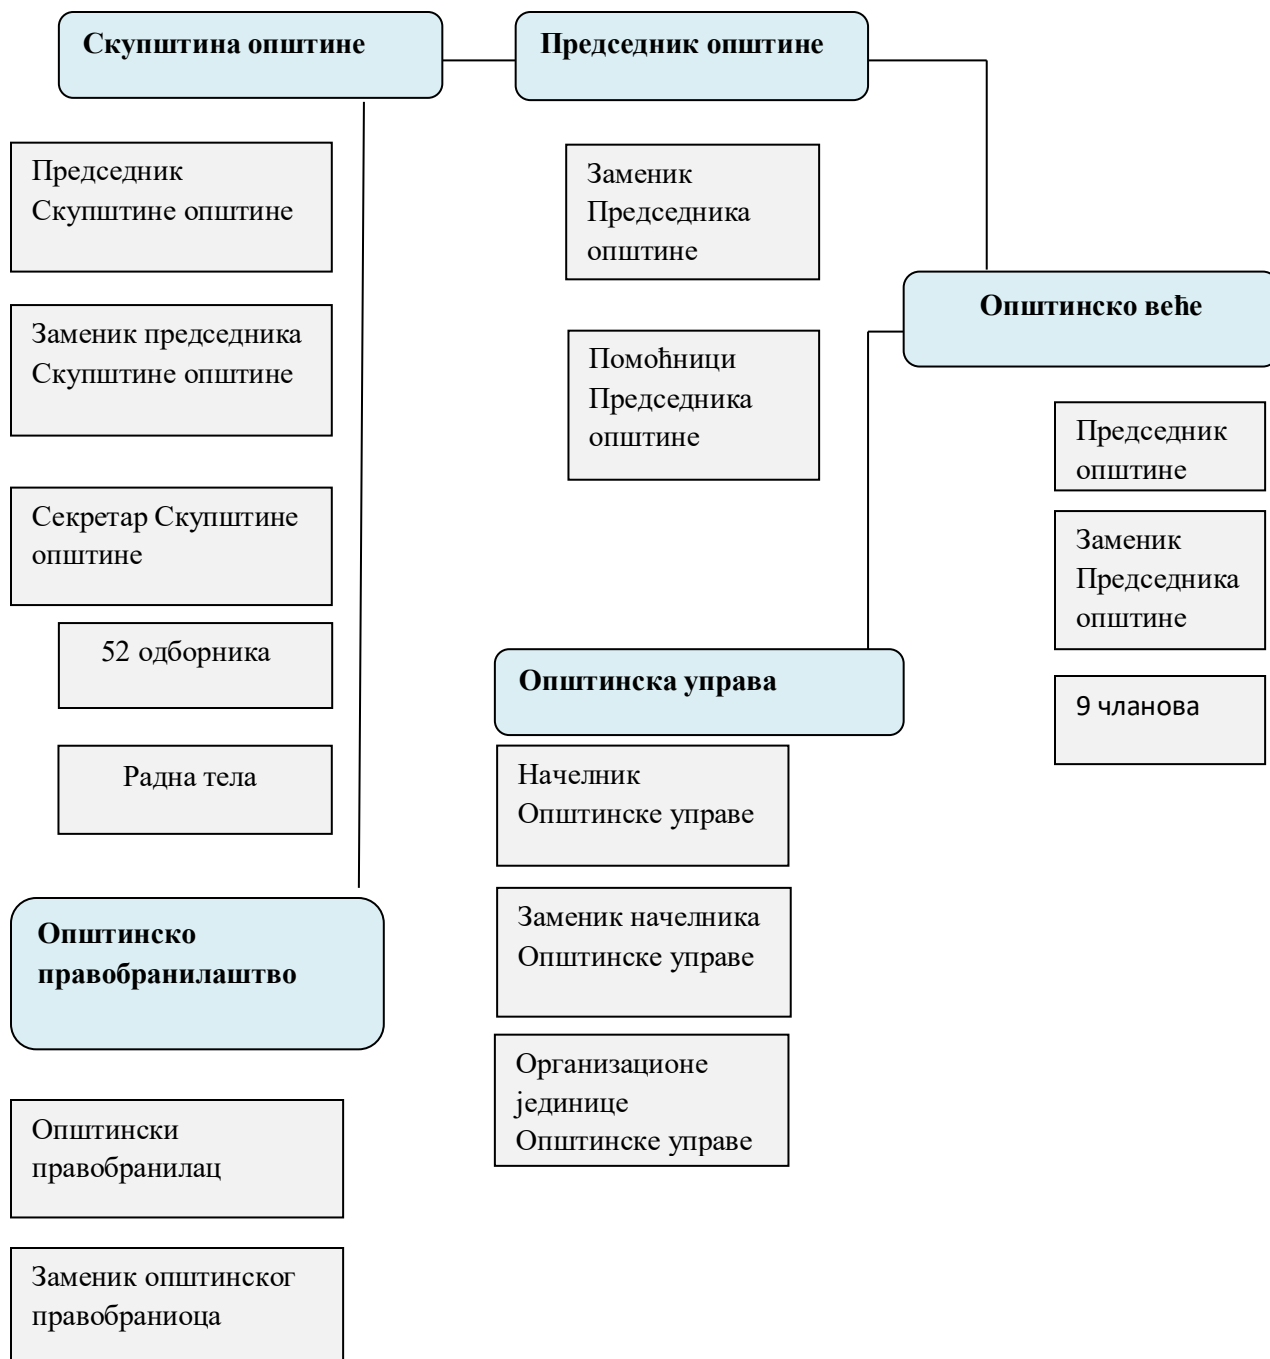 Скупштина општине
Председник општине
Председник
Скупштине општине
Заменик
Председника
општине
Општинско веће
Заменик председника
Скупштине општине
Помоћници
Председника
општине
Председник
општине
Секретар Скупштине
општине
Заменик
Председника
општине
52 одборника
Општинска управа
9 чланова
Радна тела
Начелник
Општинске управе
Општинско
правобранилаштво
Заменик начелника
Општинске управе
Организационе
јединице
Општинске управе
Општински
правобранилац
Заменик општинског
правобраниоца